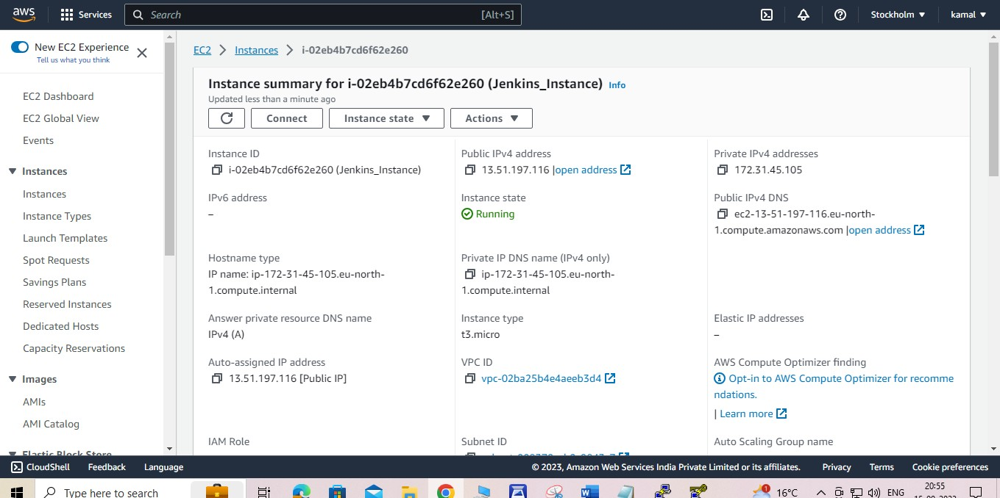 aws
Services
Search
[Alt+S]
Stockholm
kamal
New EC2 Experience
Tell us what you think
EC2 Dashboard
EC2 Global View
Events
Instances
Instances
Instance Types
Launch Templates
Spot Requests
Savings Plans
Reserved Instances
Dedicated Hosts
Capacity Reservations
Images
AMIs
AMI Catalog
Elastic Block Store
EC2 > Instances > i-02eb4b7cd6f62e260
Instance summary for i-02eb4b7cd6f62e260 (Jenkins_Instance) Info
Updated less than a minute ago
Connect
Instance state
Actions
Instance ID
i-02eb4b7cd6f62e260 (Jenkins_Instance)
Public IPv4 address
13.51.197.116 |open address
Private IPv4 addresses
172.31.45.105
IPv6 address
–
Instance state
Running
Public IPv4 DNS
ec2-13-51-197-116.eu-north-
1.compute.amazonaws.com |open address
Hostname type
IP name: ip-172-31-45-105.eu-north-
1.compute.internal
Private IP DNS name (IPv4 only)
ip-172-31-45-105.eu-north-
1.compute.internal
Answer private resource DNS name
IPv4 (A)
Instance type
t3.micro
Elastic IP addresses
–
Auto-assigned IP address
13.51.197.116 [Public IP]
VPC ID
vpc-02ba25b4e4aeeb3d4
AWS Compute Optimizer finding
Opt-in to AWS Compute Optimizer for recomme
ndations.
| Learn more
IAM Role
Subnet ID
Auto Scaling Group name
CloudShell
Feedback
Language
© 2023, Amazon Web Services India Private Limited or its affiliates.
Privacy
Terms
Cookie preferences
Type here to search
1
16°C
ENG
20:55